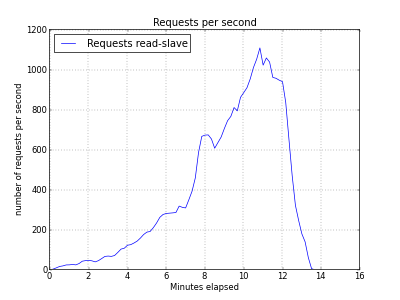 Requests per second
1200
1000
800
600
400
200
0
number of requests per second
Requests read-slave
0 2 4 6 8 10 12 14 16
Minutes elapsed